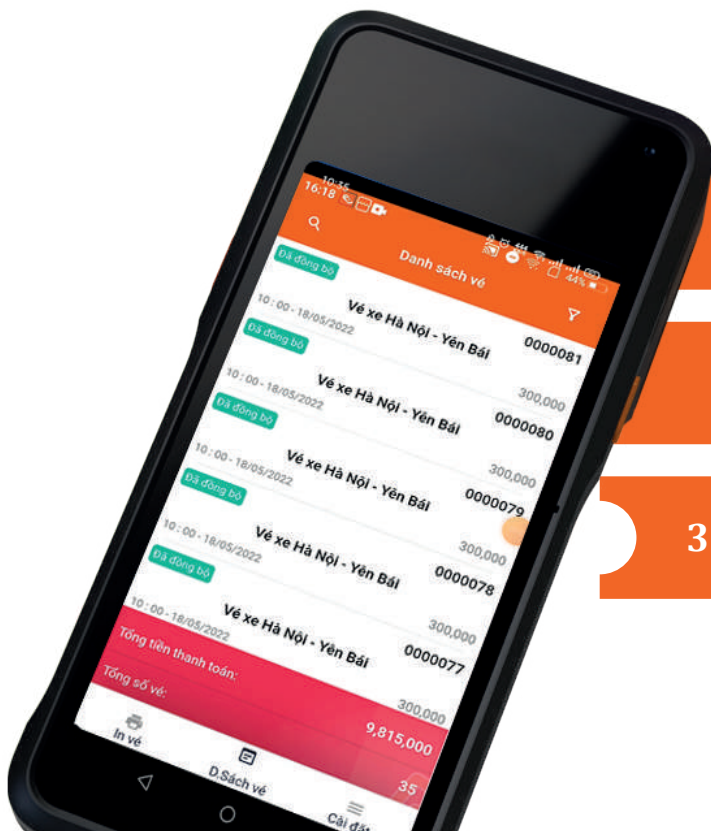 10:35
16:18
44%
Danh sách vé
Đã đồng bộ
Vé xe Hà Nội - Yên Bái 0000081
10 : 00 - 18/05/2022 300,000
Đã đồng bộ
Vé xe Hà Nội - Yên Bái 0000080
10 : 00 - 18/05/2022 300,000
Đã đồng bộ
Vé xe Hà Nội - Yên Bái 0000079
10 : 00 - 18/05/2022 300,000
Đã đồng bộ
Vé xe Hà Nội - Yên Bái 0000078
10 : 00 - 18/05/2022 300,000
Đã đồng bộ
Vé xe Hà Nội - Yên Bái 0000077
10 : 00 - 18/05/2022 300,000
Tổng tiền thanh toán: 9,815,000
Tổng số vé: 35
In vé D.Sách vé Cài đặt
3